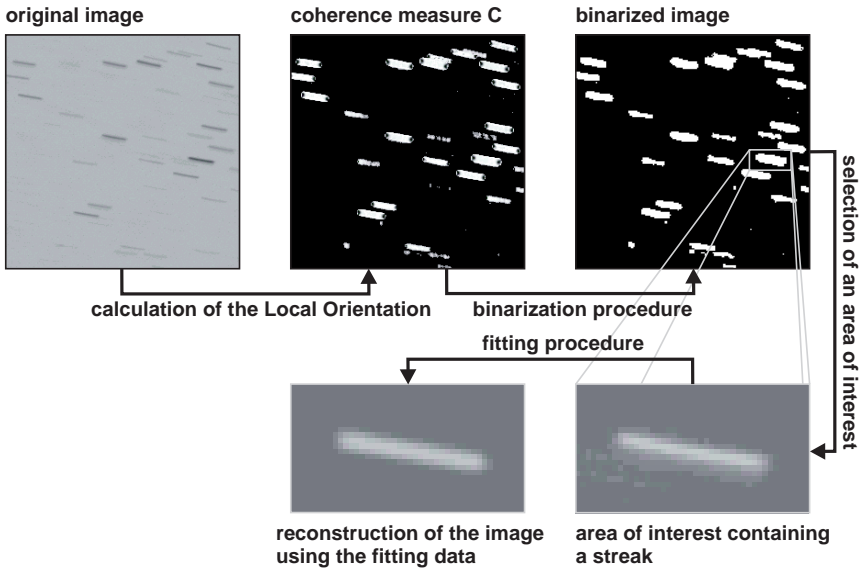 original image
coherence measure C
binarized image
selection of an area of interest
calculation of the Local Orientation
binarization procedure
fitting procedure
reconstruction of the image
using the fitting data
area of interest containing
a streak